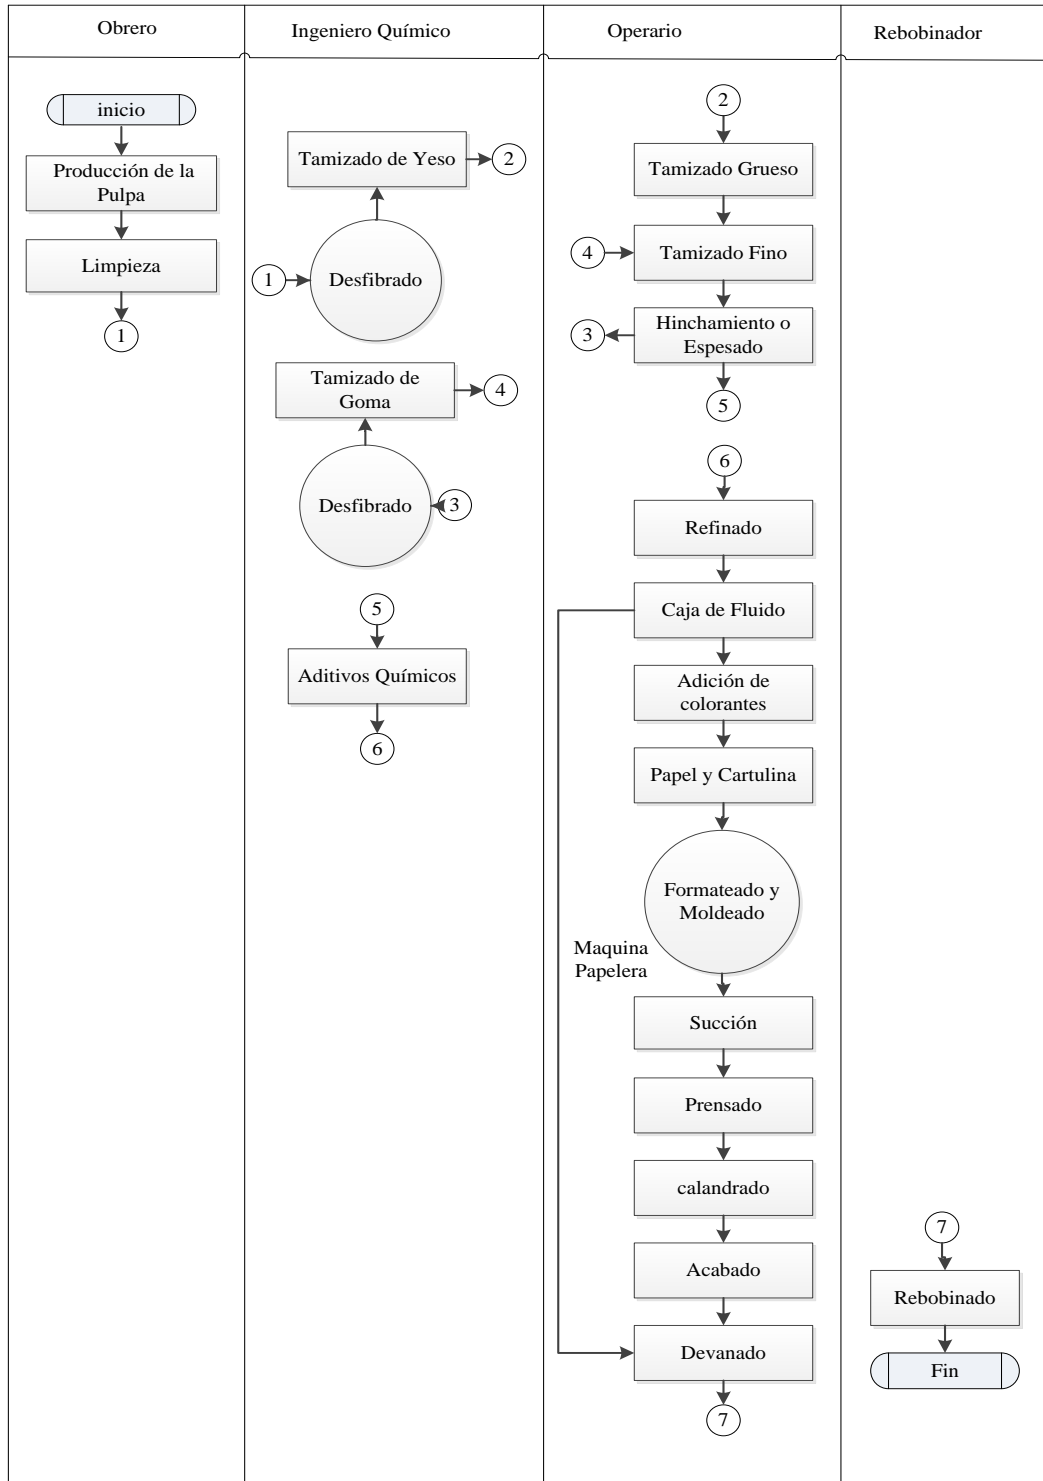 Obrero
Ingeniero Químico
Operario
Rebobinador
inicio
Producción de la
Pulpa
Limpieza
1
Tamizado de Yeso
2
1
Desfibrado
Tamizado de
Goma
4
Desfibrado
3
5
Aditivos Químicos
6
2
Tamizado Grueso
4
Tamizado Fino
3
Hinchamiento o
Espesado
5
6
Refinado
Caja de Fluido
Adición de
colorantes
Papel y Cartulina
Formateado y
Moldeado
Maquina
Papelera
Succión
Prensado
calandrado
Acabado
Devanado
7
7
Rebobinado
Fin